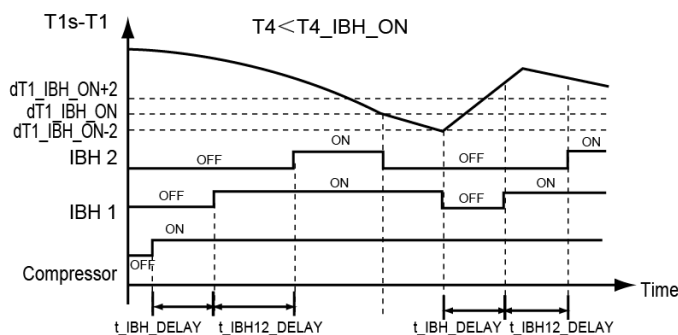 T1s-T1
T4<T4_IBH_ON
dT1_IBH_ON+2
dT1_IBH_ON
dT1_IBH_ON-2
ON
ON
IBH 2
OFF
OFF
OFF
ON
OFF
ON
IBH 1
ON
OFF
Compressor
Time
t_IBH_DELAY
t_IBH12_DELAY
t_IBH_DELAY
t_IBH12_DELAY